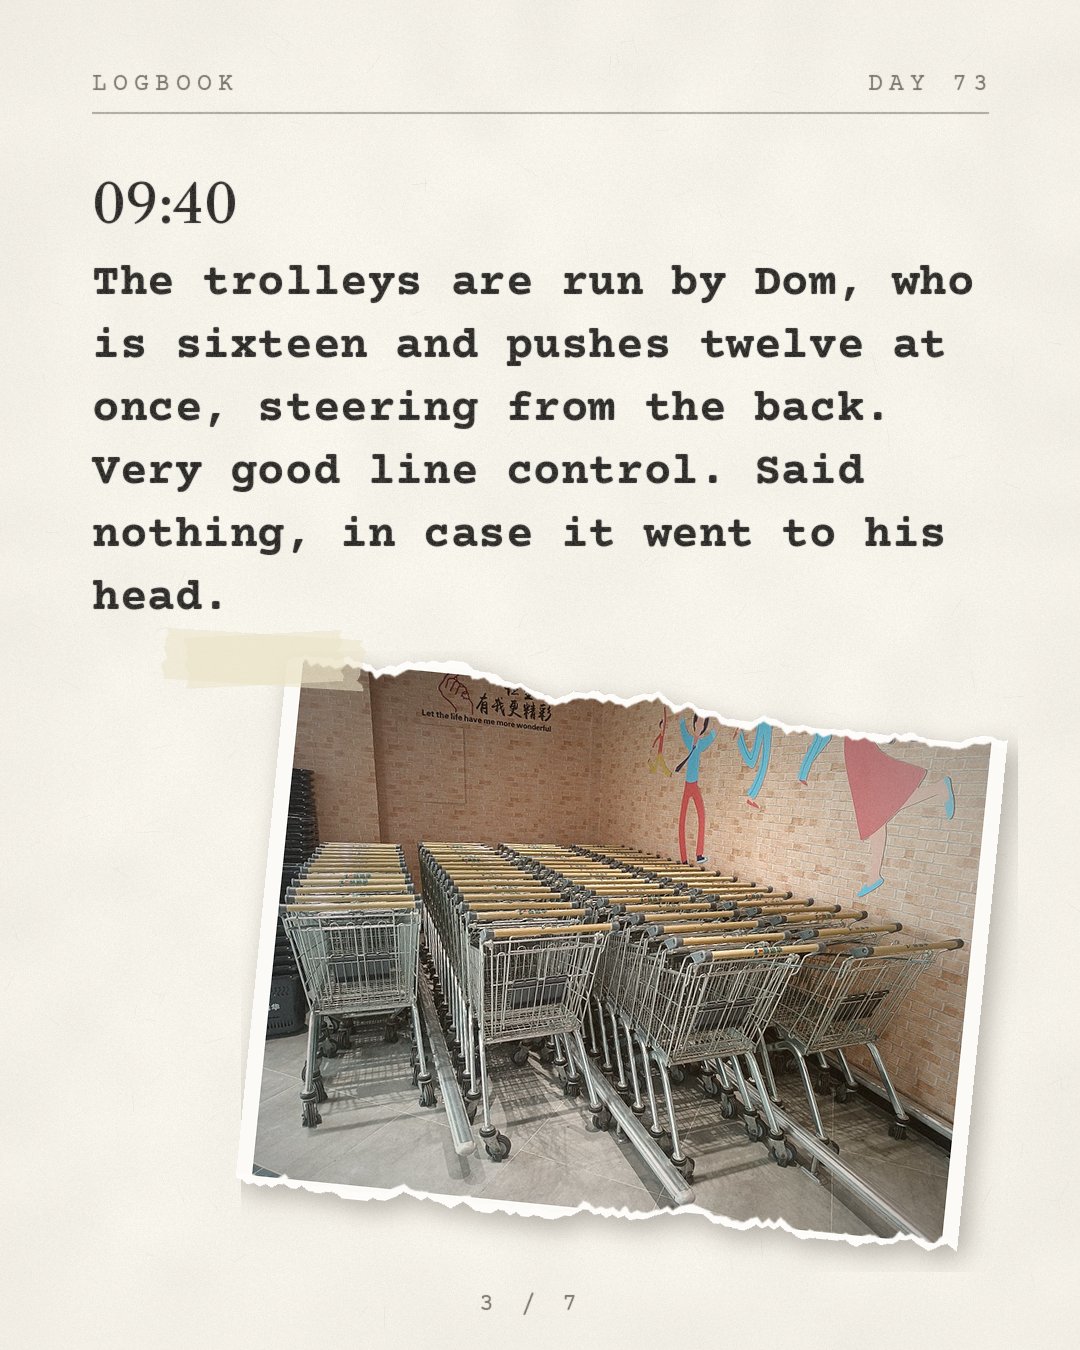 LOGBOOK
DAY 73
09:40
The trolleys are run by Dom, who
is sixteen and pushes twelve at
once, steering from the back.
Very good line control. Said
nothing, in case it went to his
head.
有我更精彩
Let the life have me more wonderful
3 / 7